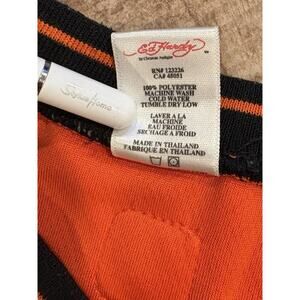 Ed Hardy
by Christian Audigier
RN# 123226
CA# 45051
100% POLYESTER
MACHINE WASH
COLD WATER
TUMBLE DRY LOW
LAVER A LA
MACHINE
EAU FROIDE
SECHAGE A FROID
MADE IN THAILAND
FABRIQUE EN THAILAND